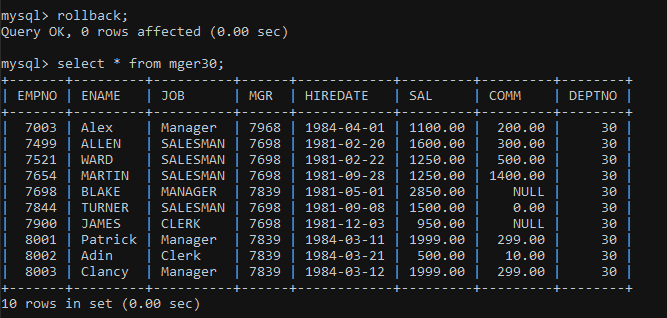 mysql> rollback;
Query OK, 0 rows affected (0.00 sec)
mysql> select * from mger30;
+-------+---------+----------+------+------------+---------+---------+--------+
| EMPNO | ENAME   | JOB      | MGR  | HIREDATE   | SAL     | COMM    | DEPTNO |
+-------+---------+----------+------+------------+---------+---------+--------+
|  7003 | Alex    | Manager  | 7968 | 1984-04-01 | 1100.00 |  200.00 |     30 |
|  7499 | ALLEN   | SALESMAN | 7698 | 1981-02-20 | 1600.00 |  300.00 |     30 |
|  7521 | WARD    | SALESMAN | 7698 | 1981-02-22 | 1250.00 |  500.00 |     30 |
|  7654 | MARTIN  | SALESMAN | 7698 | 1981-09-28 | 1250.00 | 1400.00 |     30 |
|  7698 | BLAKE   | MANAGER  | 7839 | 1981-05-01 | 2850.00 |    NULL |     30 |
|  7844 | TURNER  | SALESMAN | 7698 | 1981-09-08 | 1500.00 |    0.00 |     30 |
|  7900 | JAMES   | CLERK    | 7698 | 1981-12-03 |  950.00 |    NULL |     30 |
|  8001 | Patrick | Manager  | 7839 | 1984-03-11 | 1999.00 |  299.00 |     30 |
|  8002 | Adin    | Clerk    | 7839 | 1984-03-21 |  500.00 |   10.00 |     30 |
|  8003 | Clancy  | Manager  | 7839 | 1984-03-12 | 1999.00 |  299.00 |     30 |
+-------+---------+----------+------+------------+---------+---------+--------+
10 rows in set (0.00 sec)